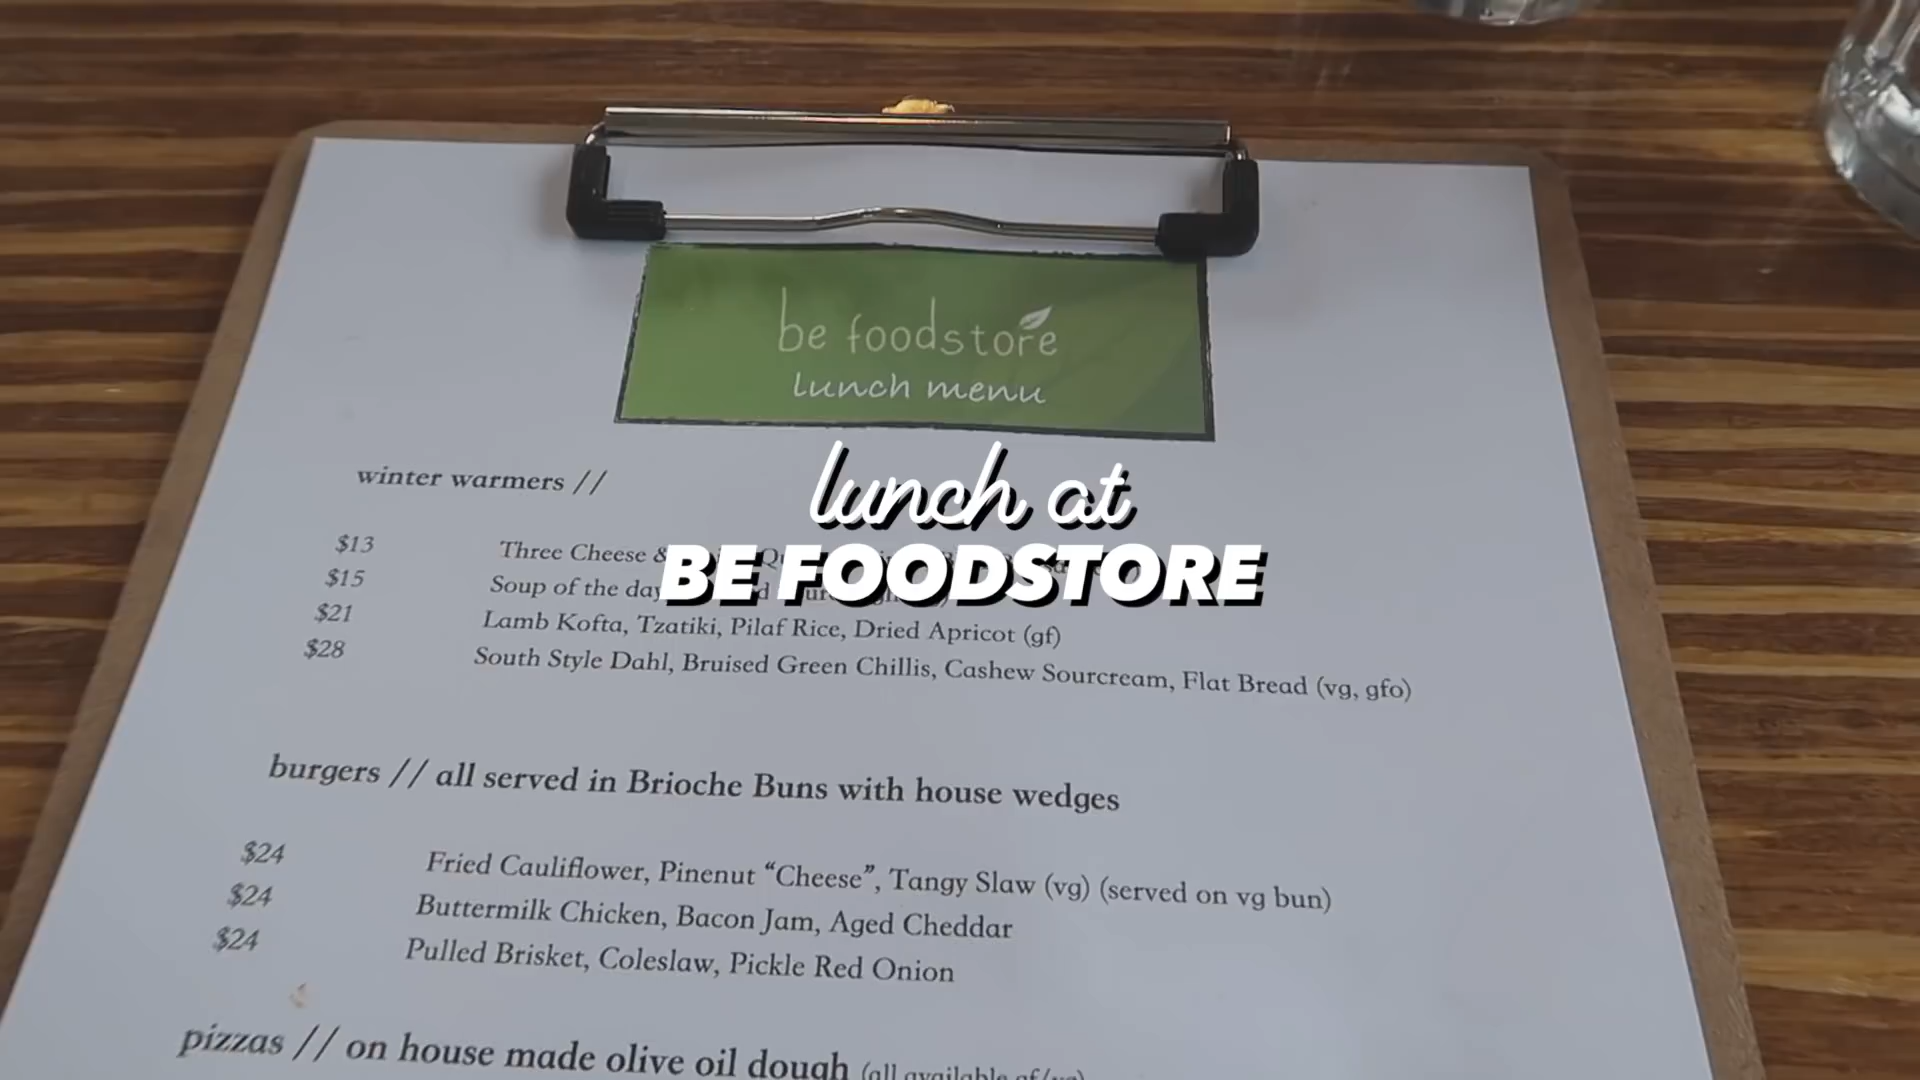 be foodstore
lunch menu
lunch at
BE FOODSTORE
winter warmers //
$13 Three Cheese &
$15 Soup of the day
$21 Lamb Kofta, Tzatiki, Pilaf Rice, Dried Apricot (gf)
$28 South Style Dahl, Bruised Green Chillis, Cashew Sourcream, Flat Bread (vg, gfo)
burgers // all served in Brioche Buns with house wedges
$24 Fried Cauliflower, Pinenut “Cheese”, Tangy Slaw (vg) (served on vg bun)
$24 Buttermilk Chicken, Bacon Jam, Aged Cheddar
$24 Pulled Brisket, Coleslaw, Pickle Red Onion
pizzas // on house made olive oil dough (all available